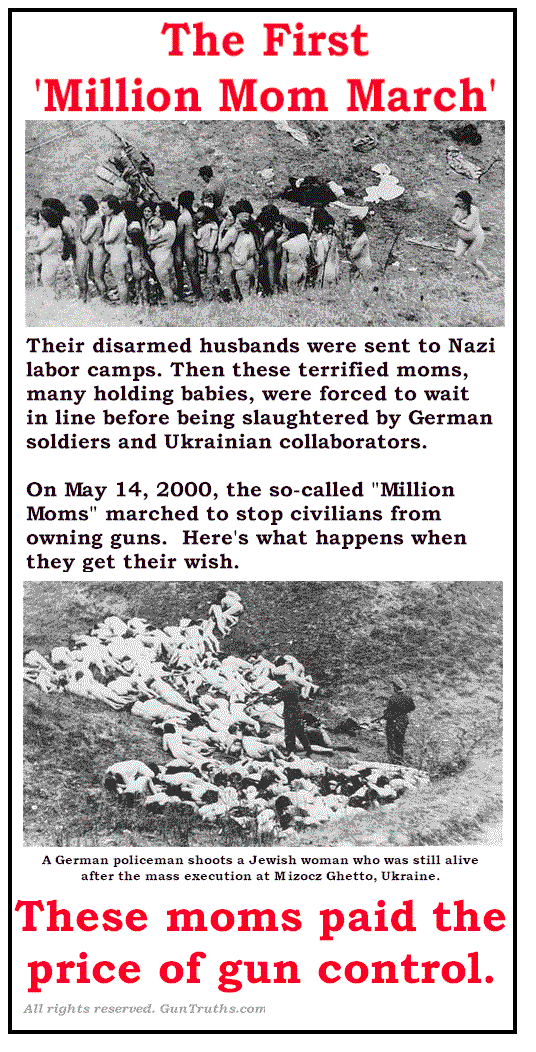 The First
'Million Mom March'
Their disarmed husbands were sent to Nazi
labor camps. Then these terrified moms,
many holding babies, were forced to wait
in line before being slaughtered by German
soldiers and Ukrainian collaborators.
On May 14, 2000, the so-called "Million
Moms" marched to stop civilians from
owning guns.  Here's what happens when
they get their wish.
A German policeman shoots a Jewish woman who was still alive
after the mass execution at Mizocz Ghetto, Ukraine.
These moms paid the
price of gun control.
All rights reserved. GunTruths.com